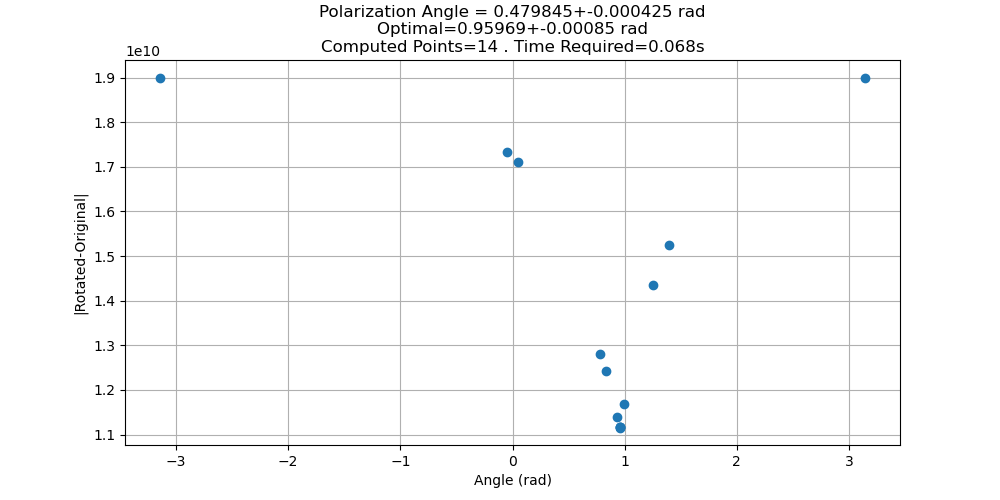 Polarization Angle = 0.479845+-0.000425 rad
Optimal=0.95969+-0.00085 rad
Computed Points=14 . Time Required=0.068s
1e10
1.9
1.8
1.7
1.6
1.5
1.4
1.3
1.2
1.1
|Rotated-Original|
−3
−2
−1
0
1
2
3
Angle (rad)